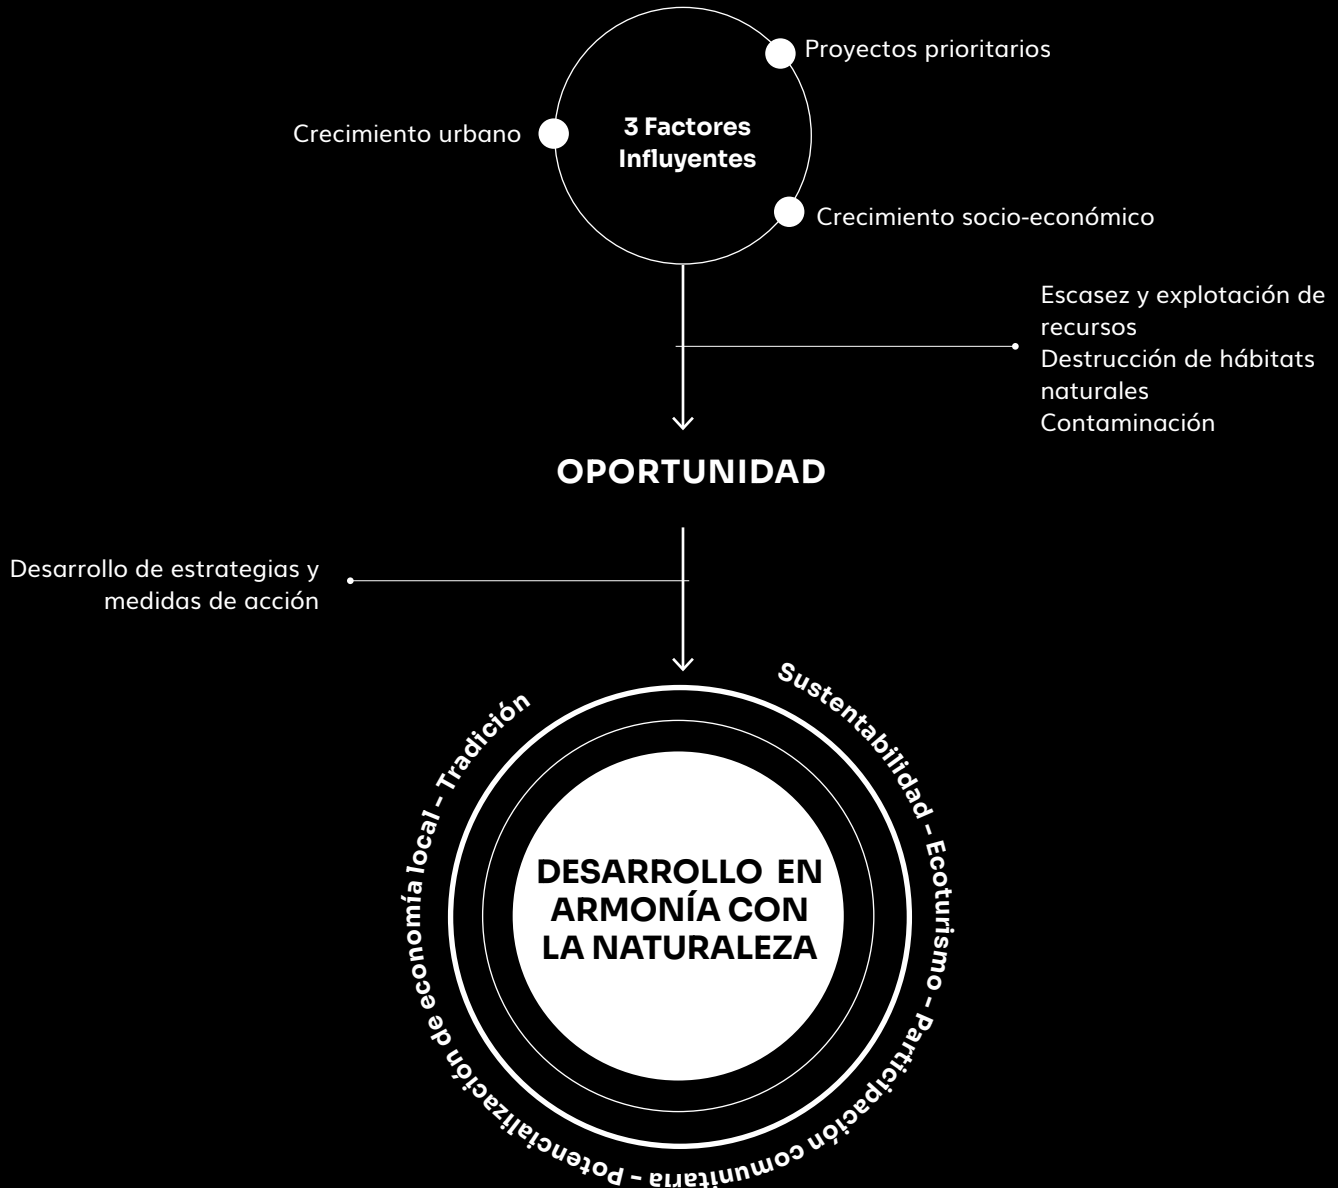 Proyectos prioritarios
Crecimiento urbano
3 Factores
Influyentes
Crecimiento socio-económico
Escasez y explotación de
recursos
Destrucción de hábitats
naturales
Contaminación
OPORTUNIDAD
Desarrollo de estrategias y
medidas de acción
Sustentabilidad - Ecoturismo - Participación comunitaria - Potencialización de economía local - Tradición
DESARROLLO EN
ARMONÍA CON
LA NATURALEZA